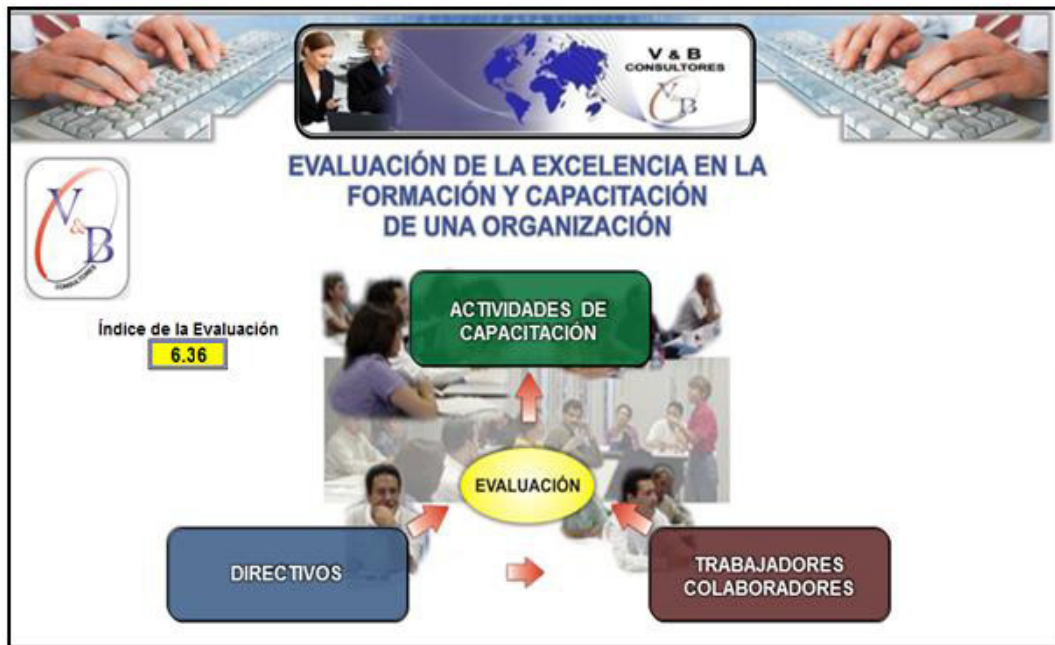 V & B
CONSULTORES
V
B
EVALUACIÓN DE LA EXCELENCIA EN LA
FORMACIÓN Y CAPACITACIÓN
DE UNA ORGANIZACIÓN
V
&
B
CONSULTORES
ACTIVIDADES DE
CAPACITACIÓN
Índice de la Evaluación
6.36
EVALUACIÓN
DIRECTIVOS
TRABAJADORES
COLABORADORES